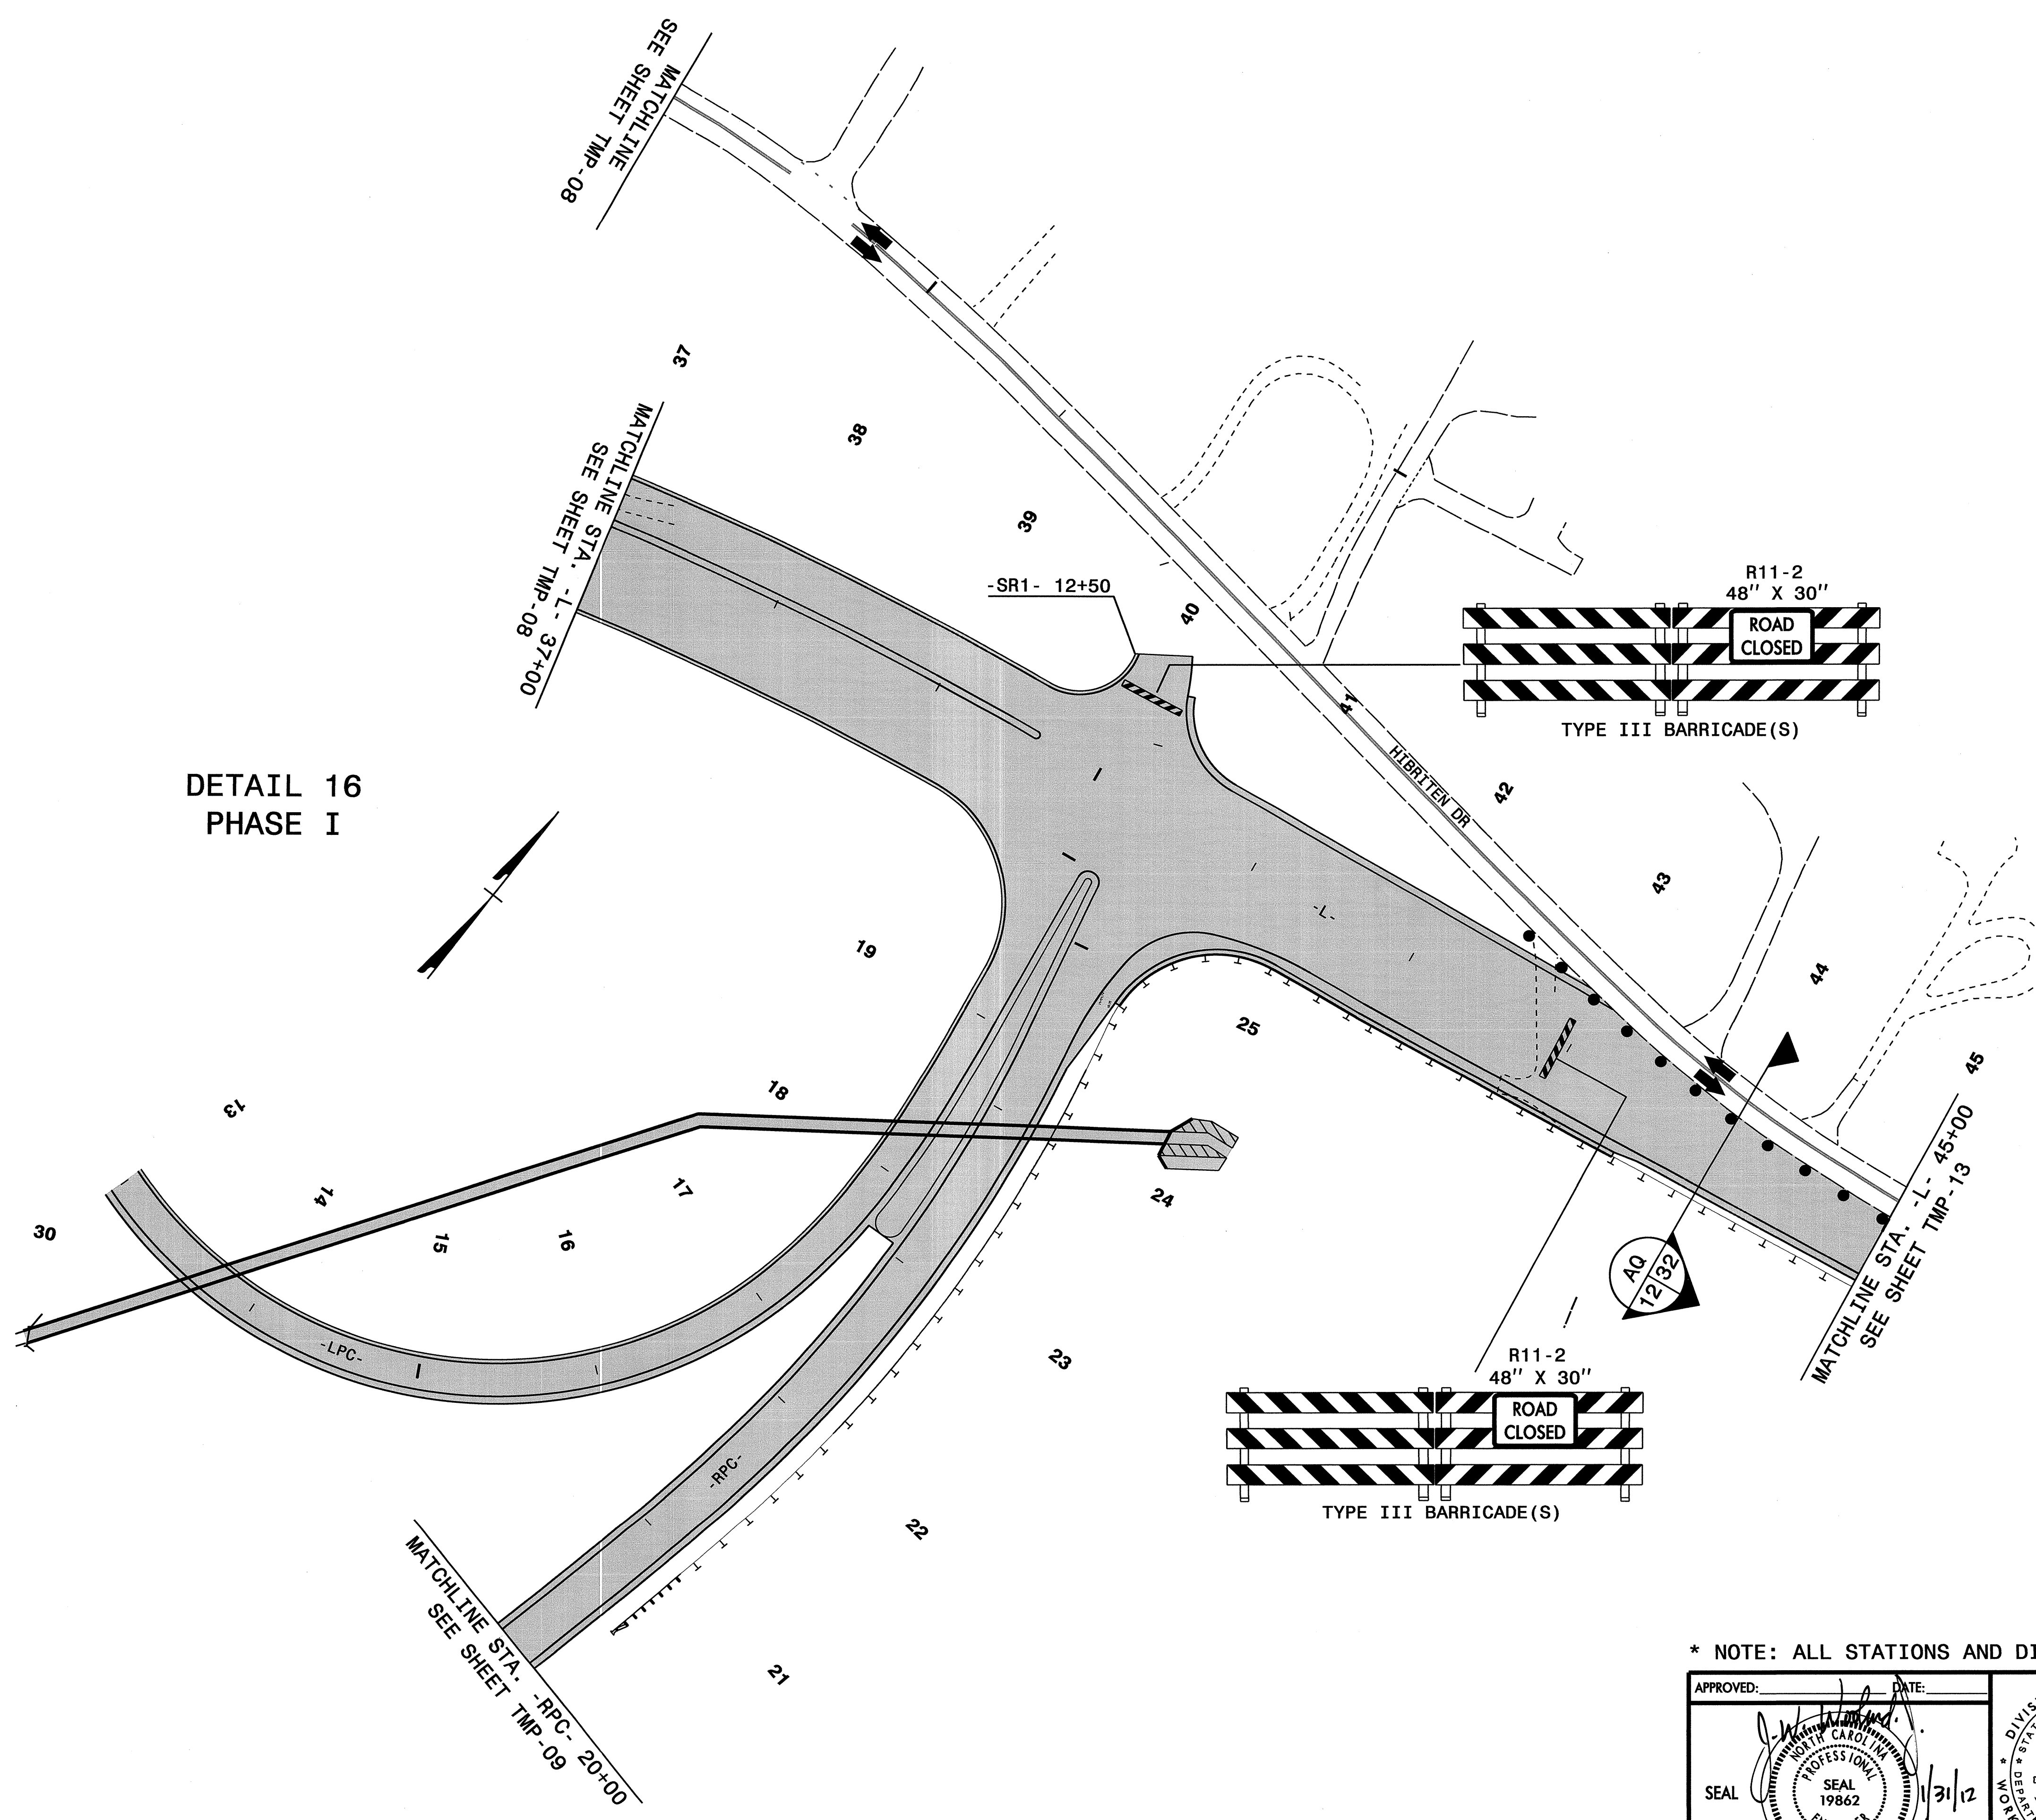 MATCHLINE
SEE SHEET TMP-08
37
38
39
40
41
42
43
44
45
MATCHLINE STA. -L- 37+00
SEE SHEET TMP-08
-SR1- 12+50
R11-2
48" X 30"
ROAD
CLOSED
TYPE III BARRICADE(S)
HIBRITEN DR
DETAIL 16
PHASE I
-L-
19
25
18
13
14
17
24
30
15
16
-LPC-
23
AQ
12 32
MATCHLINE STA. -L- 45+00
SEE SHEET TMP-13
R11-2
48" X 30"
ROAD
CLOSED
TYPE III BARRICADE(S)
-RPC-
22
21
MATCHLINE STA. -RPC- 20+00
SEE SHEET TMP-09
* NOTE: ALL STATIONS AND DI
APPROVED: DATE:
NORTH CAROLINA
PROFESSIONAL
SEAL
SEAL
19862
1/31/12